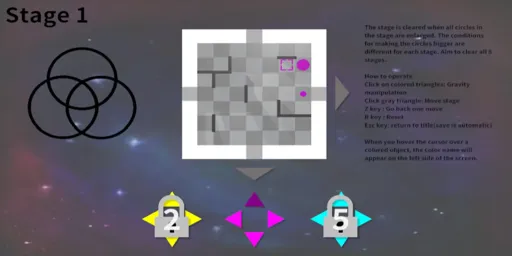 Stage 1
The stage is cleared when all circles in
the stage are enlarged. The conditions
for making the circles bigger are
different for each stage. Aim to clear all 9
stages.
How to operate
Click on colored triangles: Gravity
manipulation
Click gray triangle: Move stage
Z key : Go back one move
R key : Reset
Esc key: return to title(save is automatic)
When you hover the cursor over a
colored object, the color name will
appear on the left side of the screen.
2
5